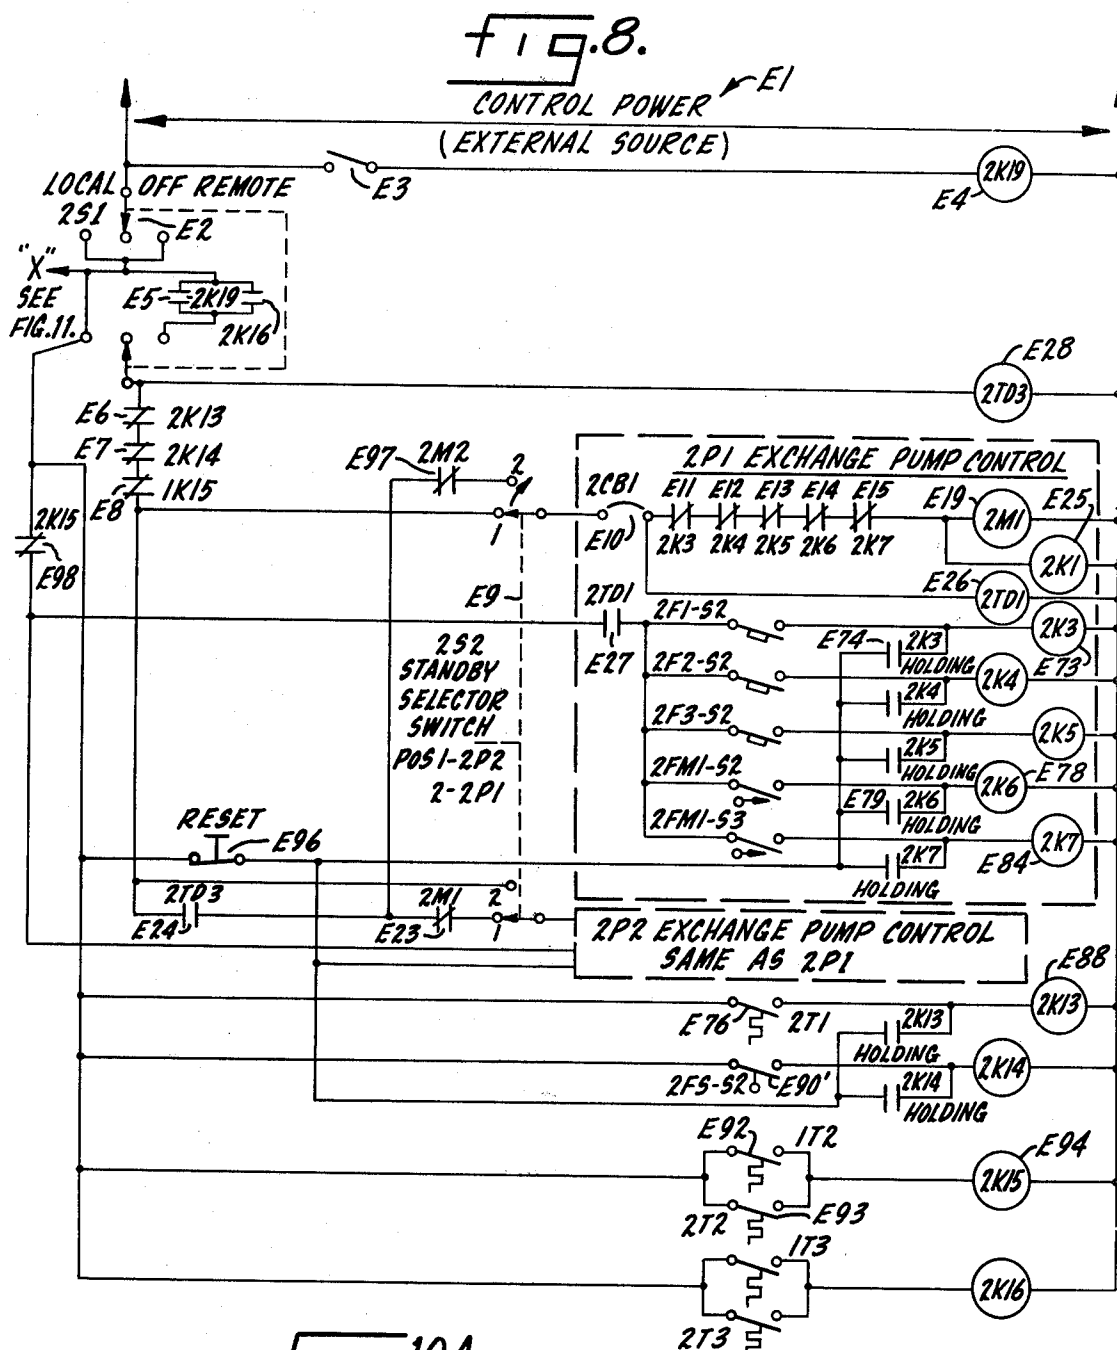 fig.8.
CONTROL POWER E1
(EXTERNAL SOURCE)
LOCAL OFF REMOTE
E3
2K19
E4
2S1
E2
"X"
SEE
FIG.11.
E5 2K19
2K16
E28
2TD3
E6 2K13
E7 2K14
E8 1K15
E97 2M2
2
1
2P1 EXCHANGE PUMP CONTROL
2CB1 E11 E12 E13 E14 E15 E19 E25
E10 2K3 2K4 2K5 2K6 2K7 2M1
2K1
2K15
E98
E9
E26
2TD1
2TD1
E27
2F1-S2
E74 2K3
HOLDING
2K3
E73
2S2
STANDBY
SELECTOR
SWITCH
POS 1-2P2
2-2P1
2F2-S2
2K4
HOLDING
2K4
2F3-S2
2K5
HOLDING
2K5
2FM1-S2
E79 2K6
HOLDING
2K6 E78
2FM1-S3
2K7
HOLDING
E84
2K7
RESET
E96
2TD3
E24
2M1
E23
2
1
2P2 EXCHANGE PUMP CONTROL
SAME AS 2P1
E88
E76 2T1
2K13
HOLDING
2K13
2FS-S2 E90'
2K14
HOLDING
2K14
E92 1T2
E94
2K15
2T2 E93
1T3
2K16
2T3
10A